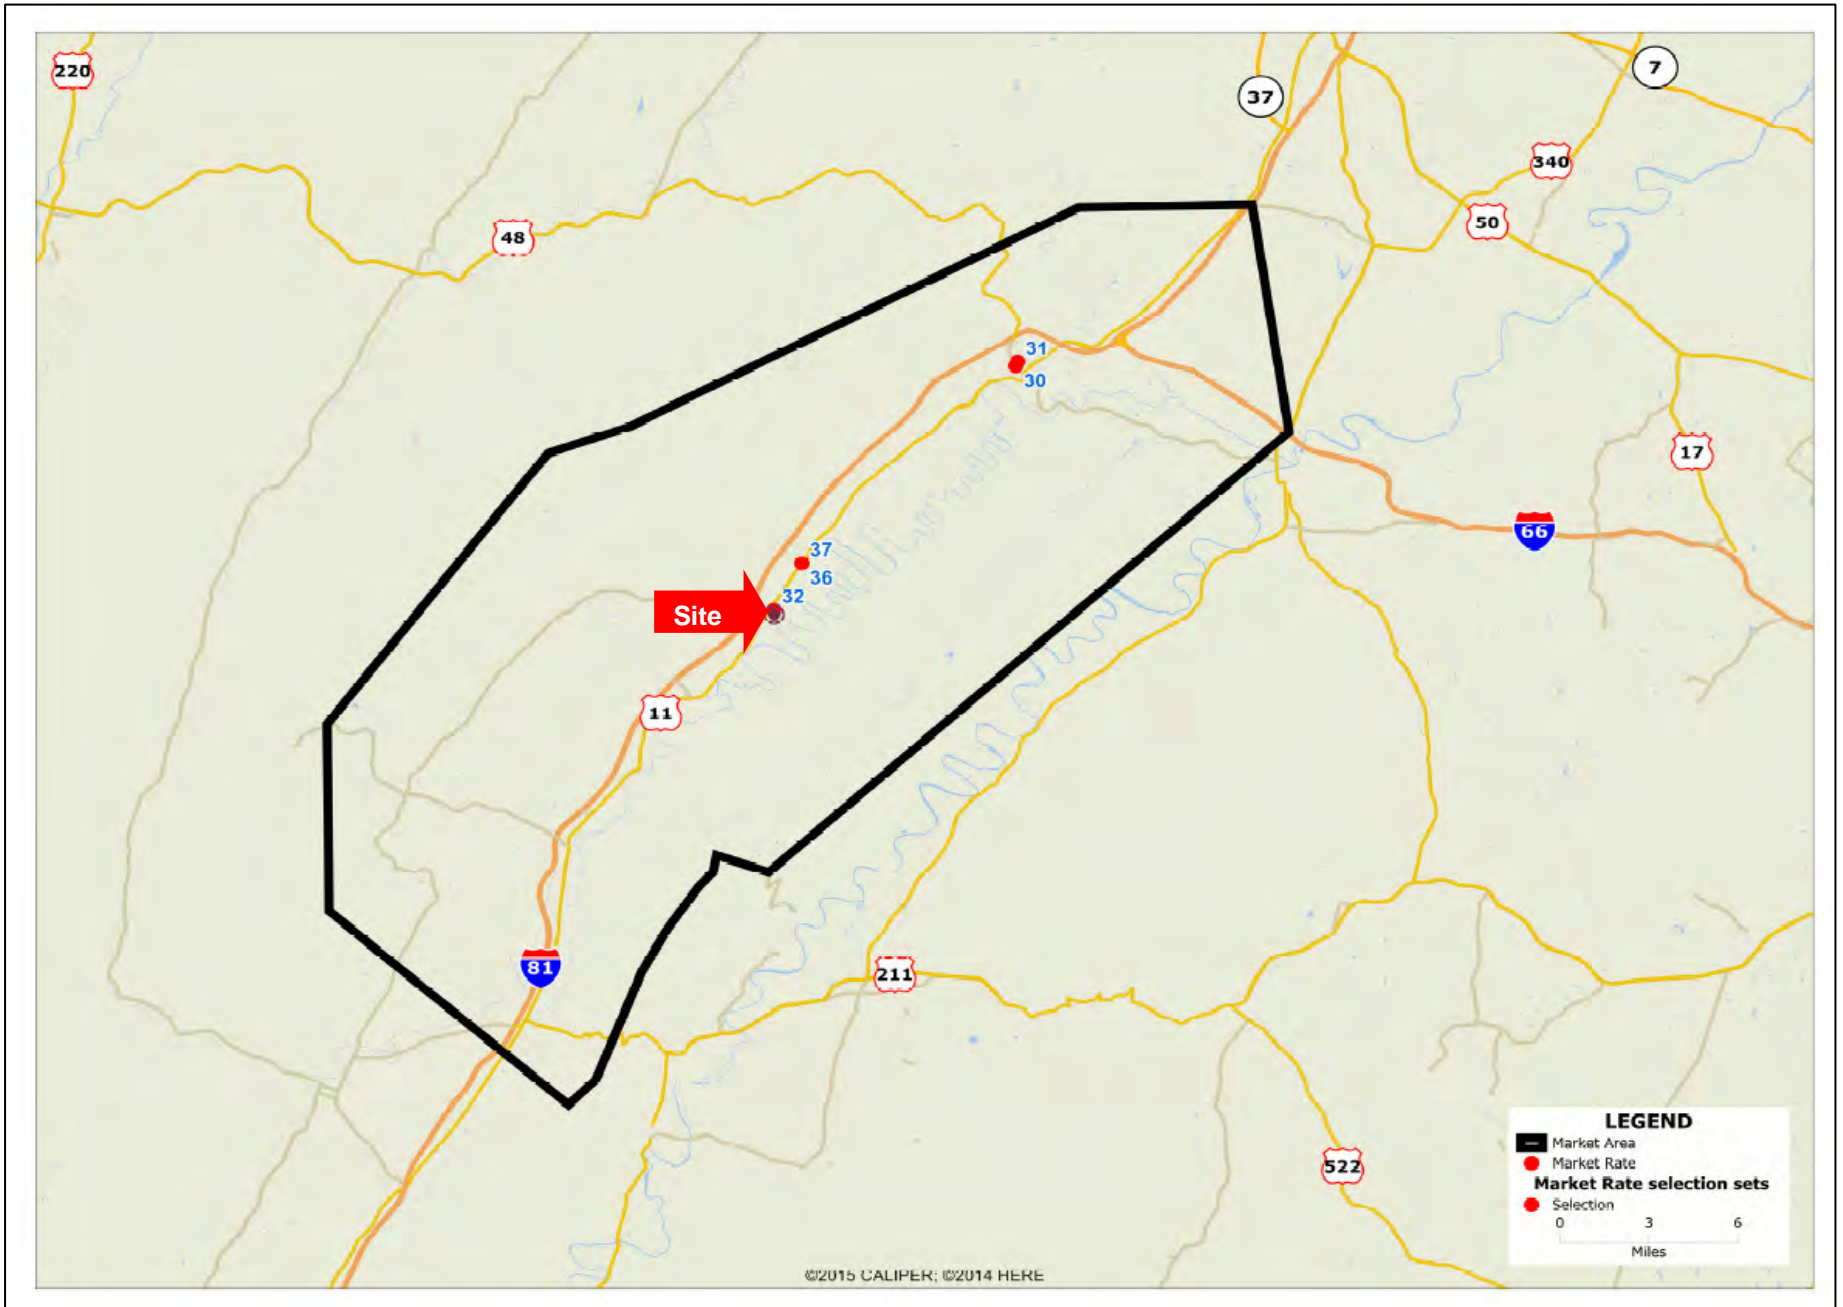 220
7
37
340
48
50
31
30
17
66
37
36
32
Site
11
81
211
522
LEGEND
Market Area
Market Rate
Market Rate selection sets
Selection
0 3 6
Miles
©2015 CALIPER; ©2014 HERE